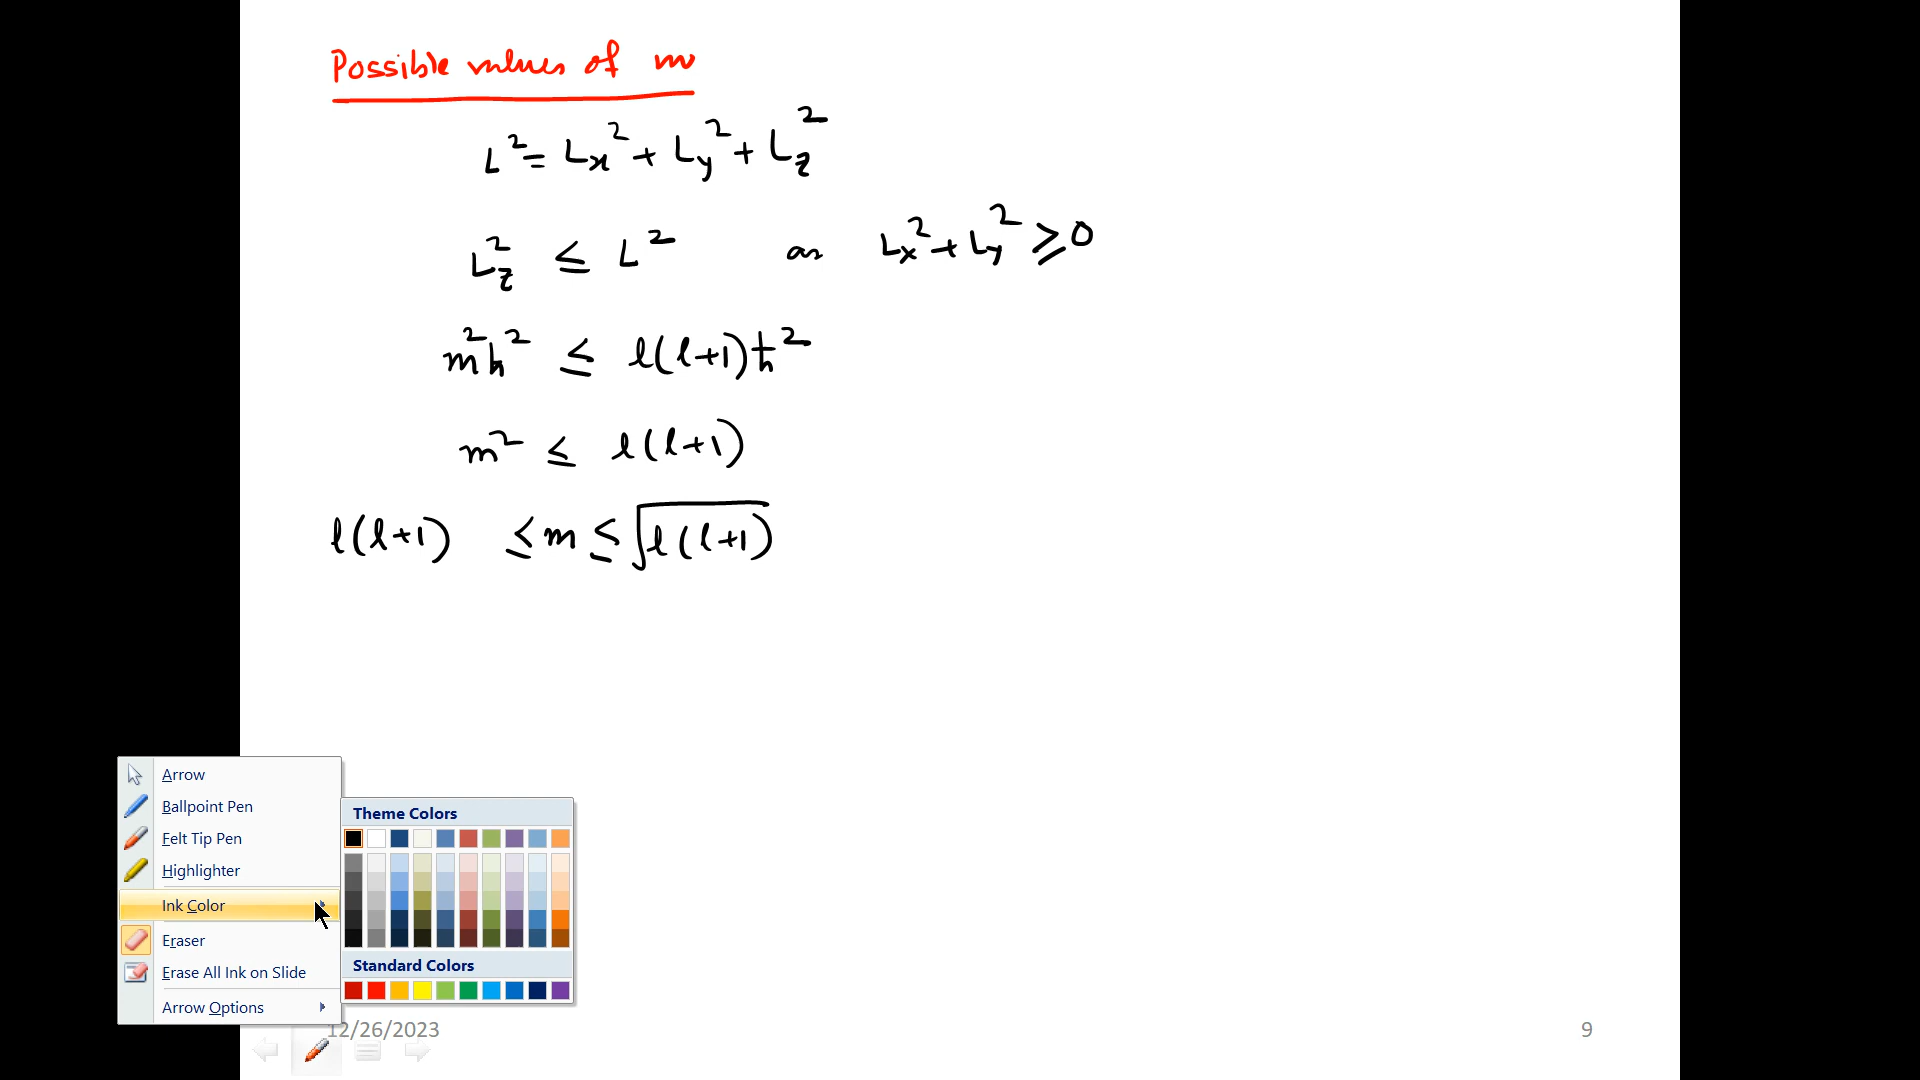 Possible values of m
L² = Lx² + Ly² + Lz²
Lz² ≤ L² as Lx² + Ly² ≥ 0
m²ħ² ≤ l(l+1)ħ²
m² ≤ l(l+1)
l(l+1) ≤ m ≤ √l(l+1)
Arrow
Ballpoint Pen
Felt Tip Pen
Highlighter
Ink Color
Eraser
Erase All Ink on Slide
Arrow Options
Theme Colors
Standard Colors
12/26/2023
9